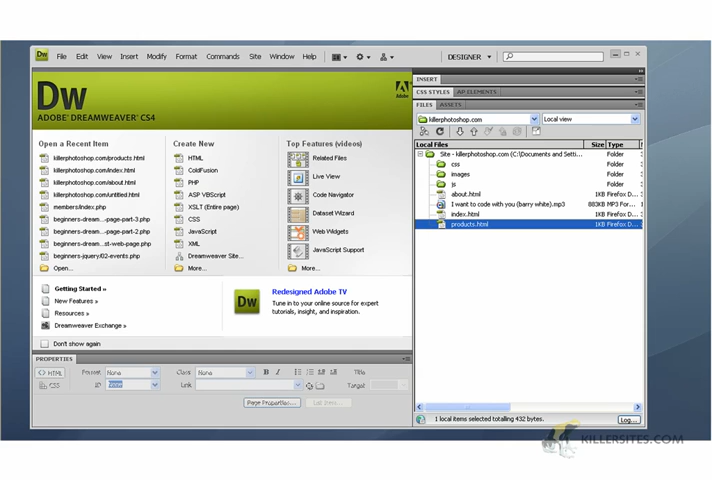 Dw File Edit View Insert Modify Format Commands Site Window Help DESIGNER
Dw
ADOBE® DREAMWEAVER® CS4
Adobe
Open a Recent Item
killerphotoshop.com/products.html
killerphotoshop.com/index.html
killerphotoshop.com/about.html
killerphotoshop.com/untitled.html
members/index.php
beginners-dream...-page-part-3.php
beginners-dream...-page-part-2.php
beginners-dream...st-web-page.php
beginners-jquery/02-events.php
Open...
Create New
HTML
ColdFusion
PHP
ASP VBScript
XSLT (Entire page)
CSS
JavaScript
XML
Dreamweaver Site...
More...
Top Features (videos)
Related Files
Live View
Code Navigator
Dataset Wizard
Web Widgets
JavaScript Support
More...
Getting Started »
New Features »
Resources »
Dreamweaver Exchange »
Dw
Redesigned Adobe TV
Tune in to your online source for expert
tutorials, insight, and inspiration.
Don't show again
PROPERTIES
<> HTML Format None Class None B I Title
CSS ID None Link Target
Page Properties... List Item...
INSERT
CSS STYLES AP ELEMENTS
FILES ASSETS
killerphotoshop.com Local view
Local Files Size Type
Site - killerphotoshop.com (C:\Documents and Setti... Folder
css Folder
images Folder
js Folder
about.html 1KB Firefox D...
I want to code with you (barry white).mp3 883KB MP3 For...
index.html 1KB Firefox D...
products.html 1KB Firefox D...
1 local items selected totalling 432 bytes. Log...
KILLERSITES.COM